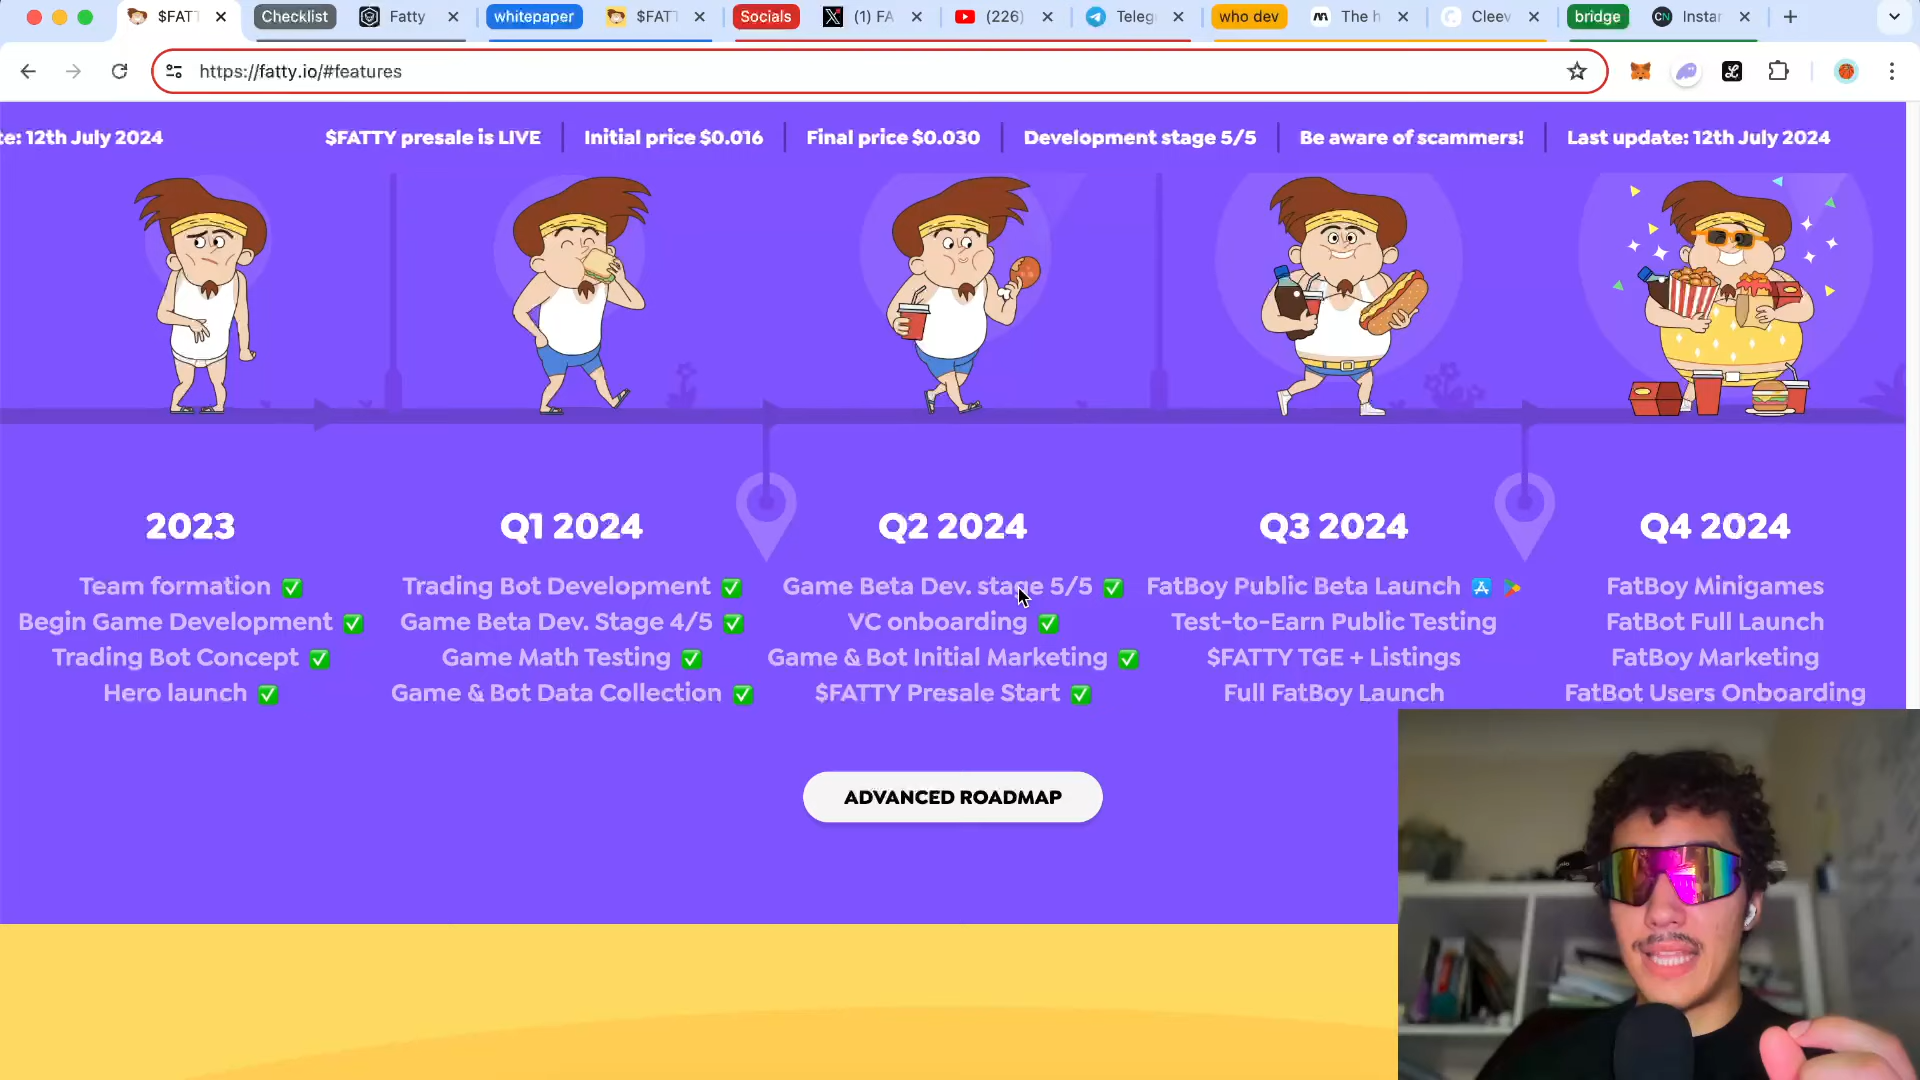 $FAT
Checklist
Fatty
whitepaper
$FAT
Socials
(1) FA
(226)
Teleg
who dev
The h
Cleev
bridge
Instar
https://fatty.io/#features
te: 12th July 2024
$FATTY presale is LIVE
Initial price $0.016
Final price $0.030
Development stage 5/5
Be aware of scammers!
Last update: 12th July 2024
2023
Team formation ✅
Begin Game Development ✅
Trading Bot Concept ✅
Hero launch ✅
Q1 2024
Trading Bot Development ✅
Game Beta Dev. Stage 4/5 ✅
Game Math Testing ✅
Game & Bot Data Collection ✅
Q2 2024
Game Beta Dev. stage 5/5 ✅
VC onboarding ✅
Game & Bot Initial Marketing ✅
$FATTY Presale Start ✅
Q3 2024
FatBoy Public Beta Launch
Test-to-Earn Public Testing
$FATTY TGE + Listings
Full FatBoy Launch
Q4 2024
FatBoy Minigames
FatBot Full Launch
FatBoy Marketing
FatBot Users Onboarding
ADVANCED ROADMAP